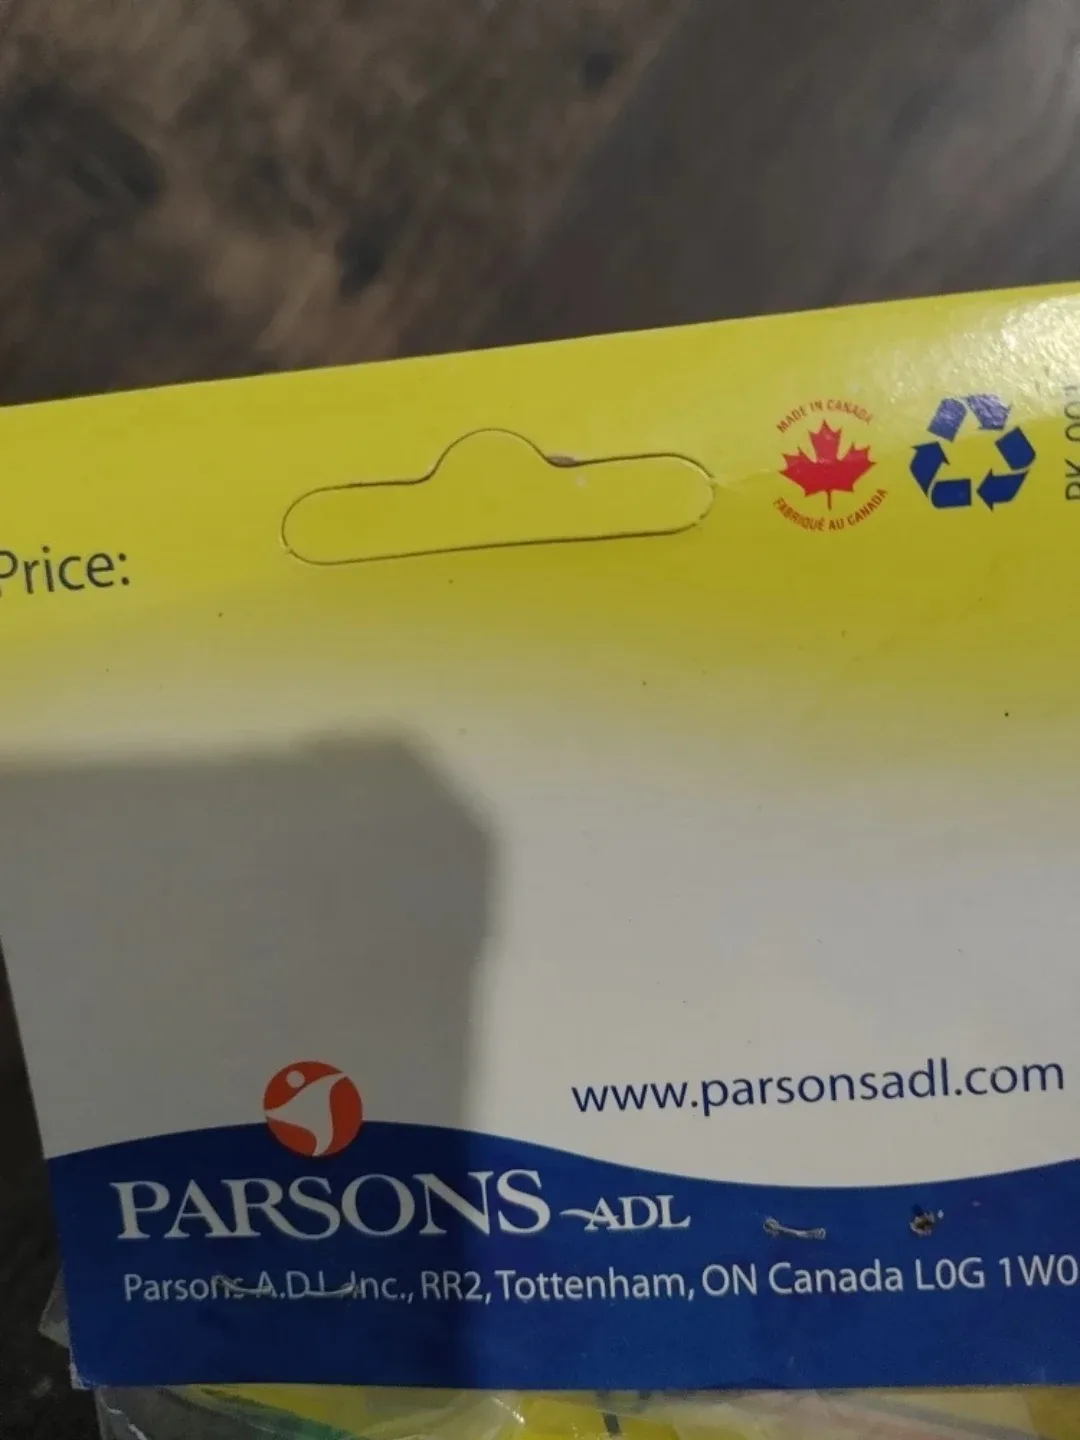 MADE IN CANADA
FABRIQUÉ AU CANADA
Price:
www.parsonsadl.com
PARSONS ADL
Parsons A.D.L. Inc., RR2, Tottenham, ON Canada L0G 1W0